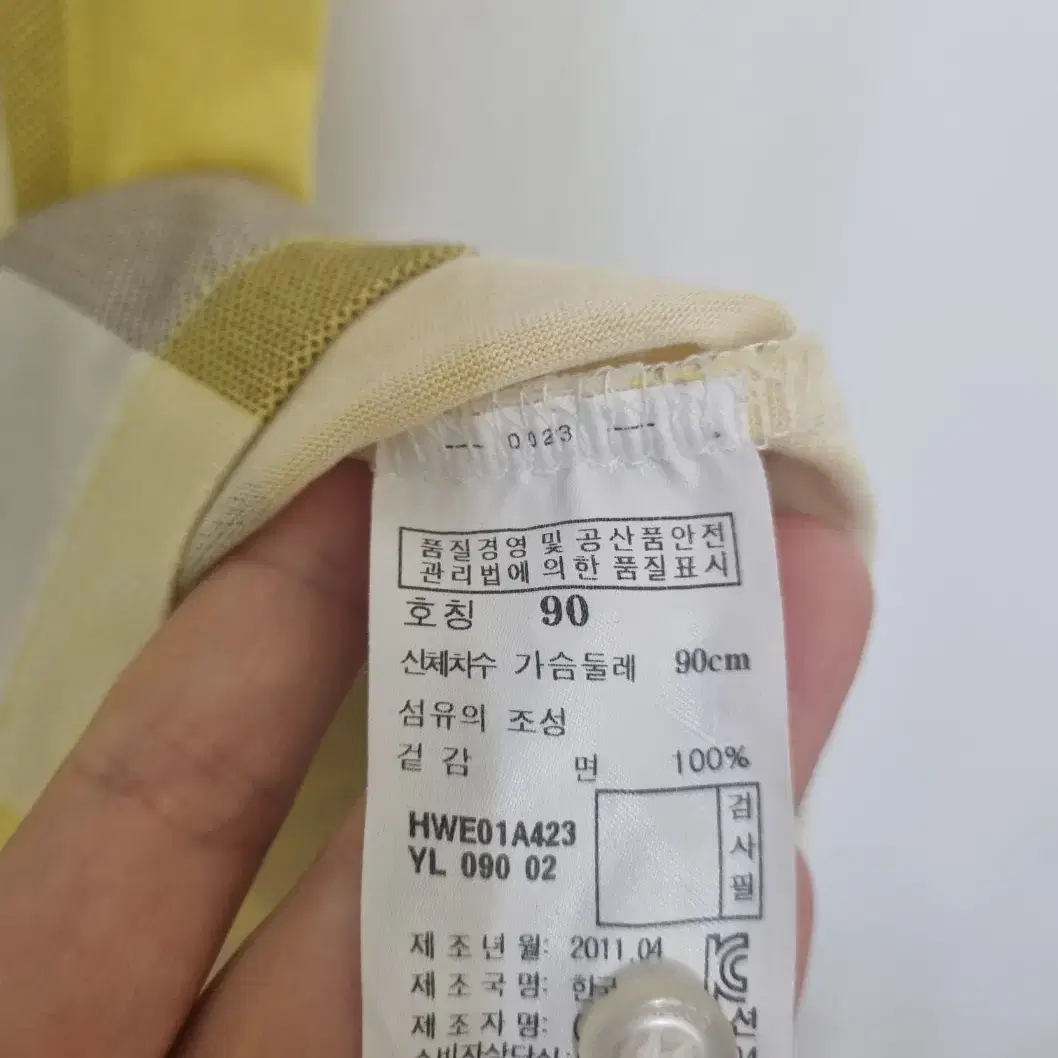 --- 0023 ---
품질경영 및 공산품안전
관리법에 의한 품질표시
호칭 90
신체치수 가슴둘레 90cm
섬유의 조성
겉감 면 100%
HWE01A423
YL 090 02
검사필
제조년월: 2011.04
제조국명:
제조자명: